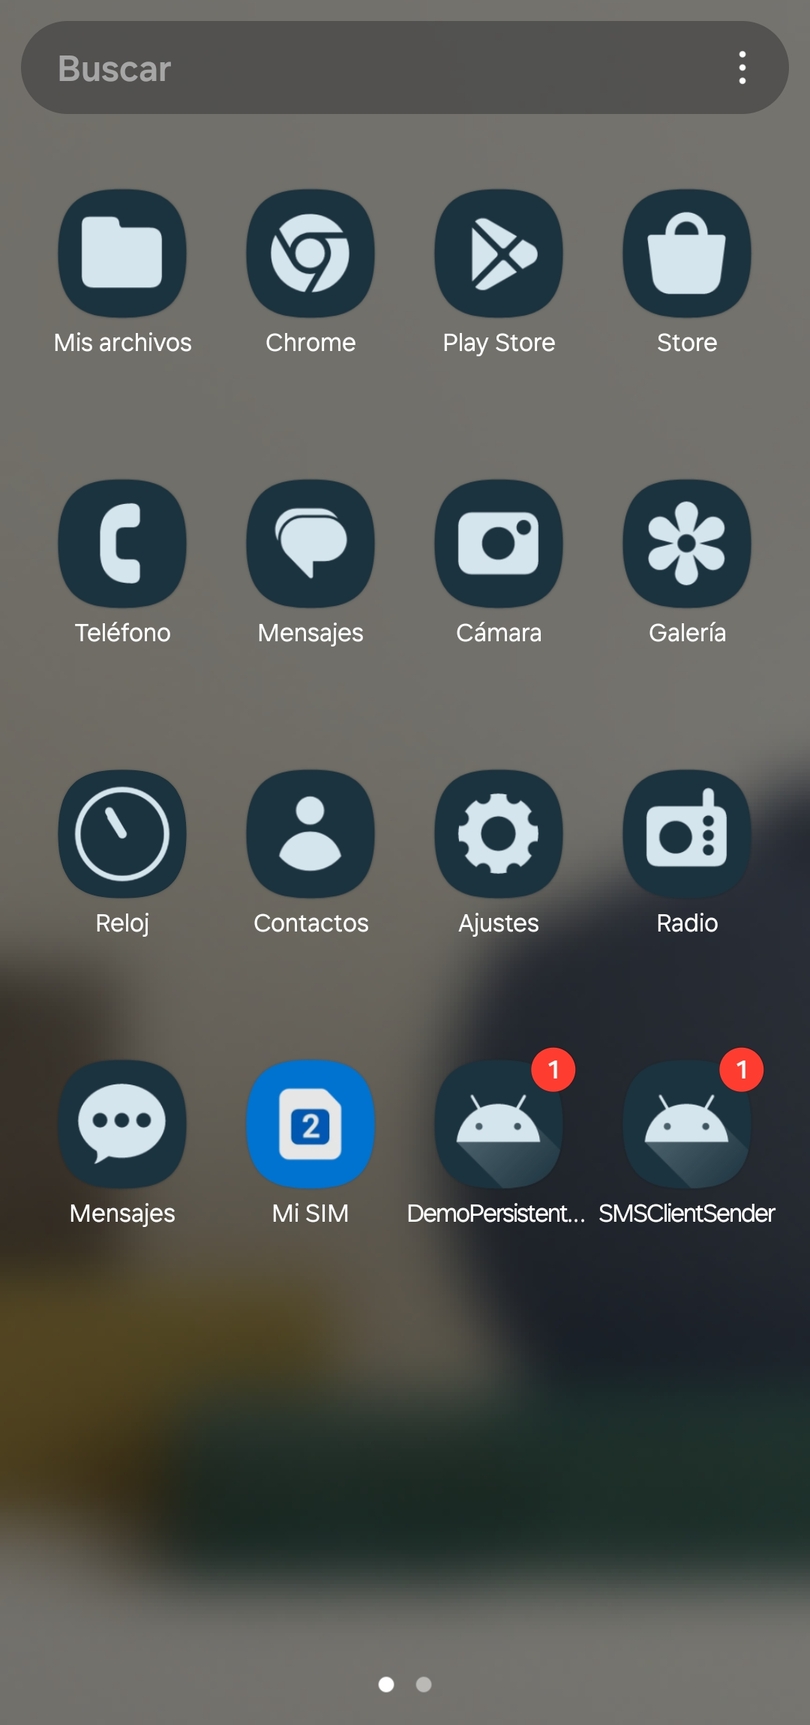 Buscar
Mis archivos
Chrome
Play Store
Store
Teléfono
Mensajes
Cámara
Galería
Reloj
Contactos
Ajustes
Radio
1
1
2
Mensajes
Mi SIM
DemoPersistent...
SMSClientSender